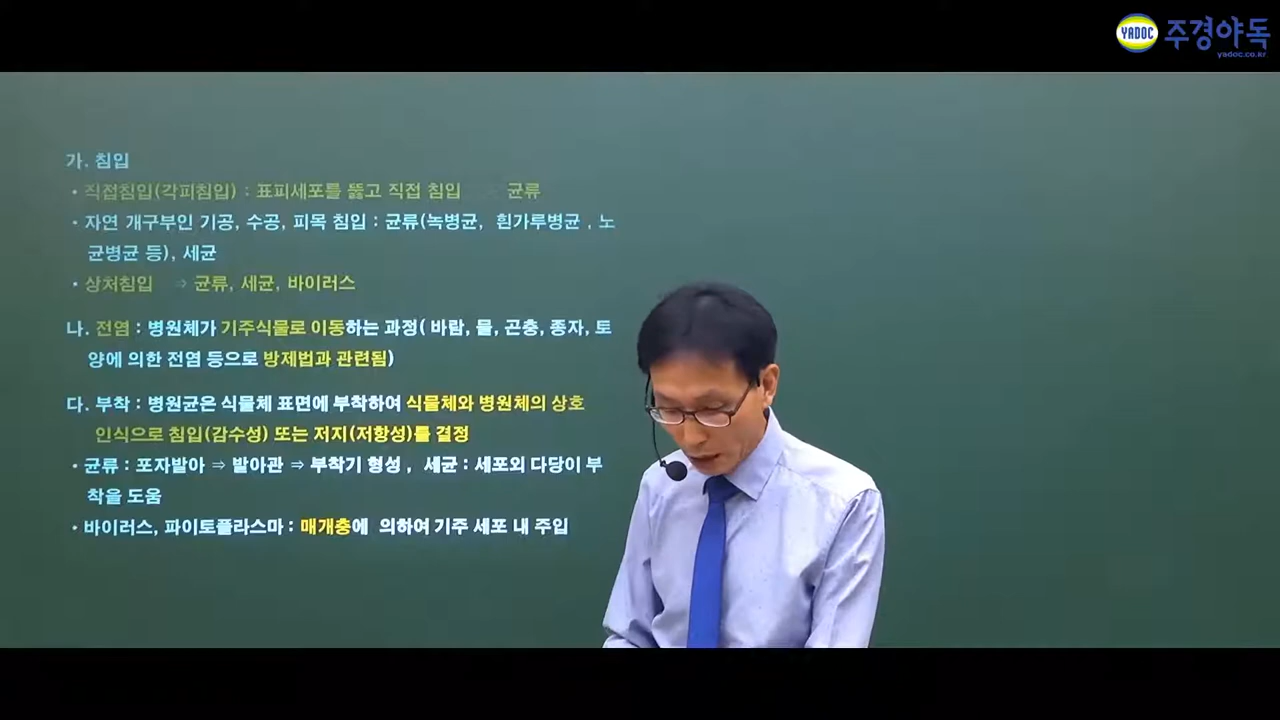 YADOC 주경야독
yadoc.co.kr
가. 침입
· 직접침입(각피침입) : 표피세포를 뚫고 직접 침입 ⇒ 균류
· 자연 개구부인 기공, 수공, 피목 침입 : 균류(녹병균, 흰가루병균 , 노
균병균 등), 세균
· 상처침입 ⇒ 균류, 세균, 바이러스
나. 전염 : 병원체가 기주식물로 이동하는 과정( 바람, 물, 곤충, 종자, 토
양에 의한 전염 등으로 방제법과 관련됨)
다. 부착 : 병원균은 식물체 표면에 부착하여 식물체와 병원체의 상호
인식으로 침입(감수성) 또는 저지(저항성)를 결정
· 균류 : 포자발아 ⇒ 발아관 ⇒ 부착기 형성 , 세균 : 세포외 다당이 부
착을 도움
· 바이러스, 파이토플라스마 : 매개충에 의하여 기주 세포 내 주입